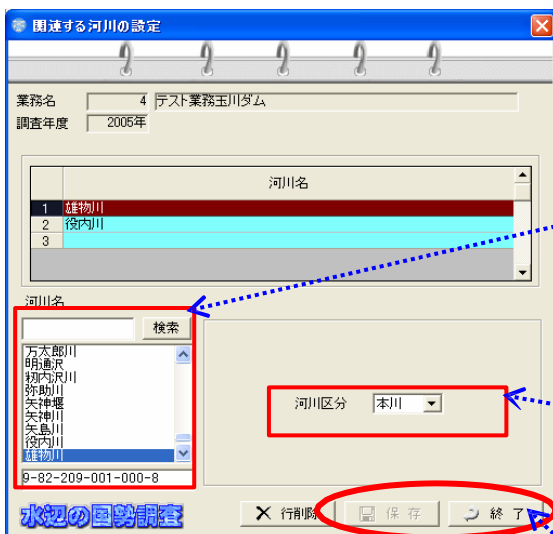 関連する河川の設定
業務名 4 テスト業務玉川ダム
調査年度 2005年
河川名
1 雄物川
2 役内川
3
河川名
検索
万太郎川
明通沢
籾内沢川
弥助川
矢神堰
矢神川
矢島川
役内川
雄物川
河川区分 本川
9-82-209-001-000-8
水辺の国勢調査
行削除 保存 終了